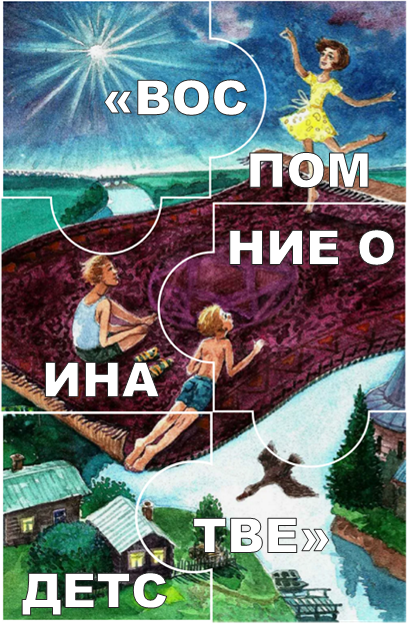 «ВОС
ПОМ
ИНА
НИЕ О
ДЕТС
ТВЕ»